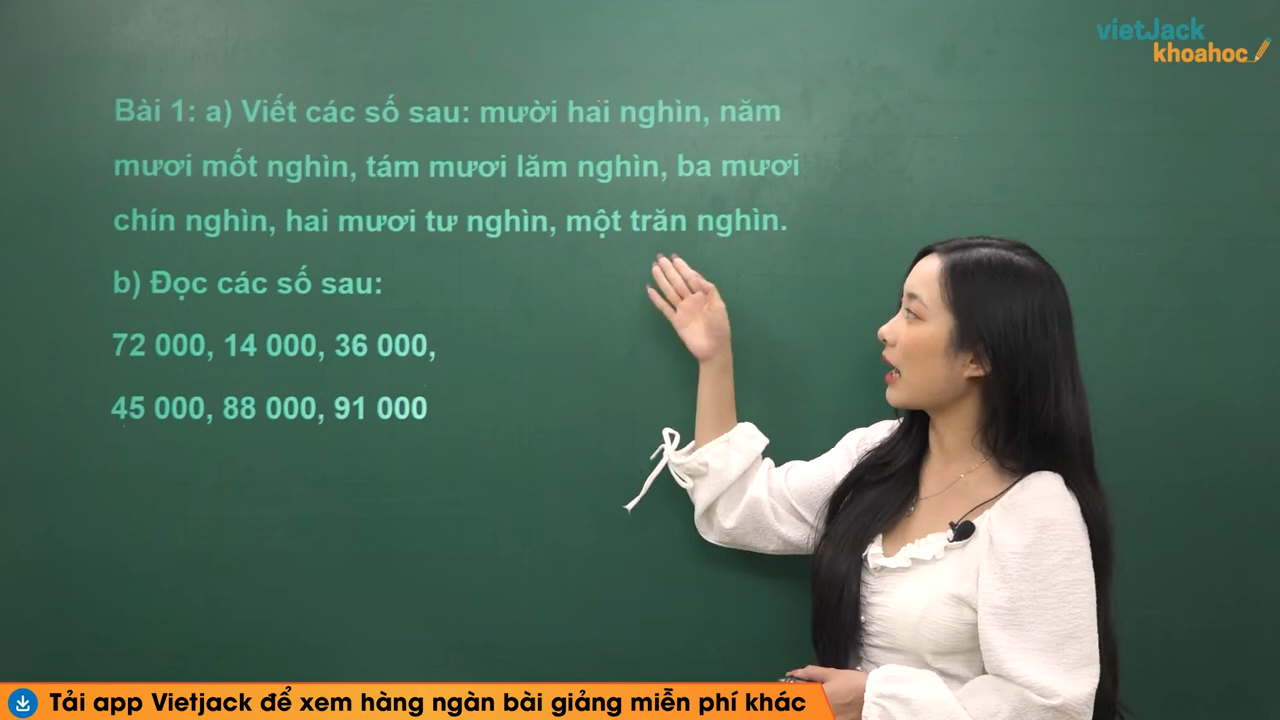 vietJack
khoahoc
Bài 1: a) Viết các số sau: mười hai nghìn, năm
mươi mốt nghìn, tám mươi lăm nghìn, ba mươi
chín nghìn, hai mươi tư nghìn, một trăn nghìn.
b) Đọc các số sau:
72 000, 14 000, 36 000,
45 000, 88 000, 91 000
Tải app Vietjack để xem hàng ngàn bài giảng miễn phí khác